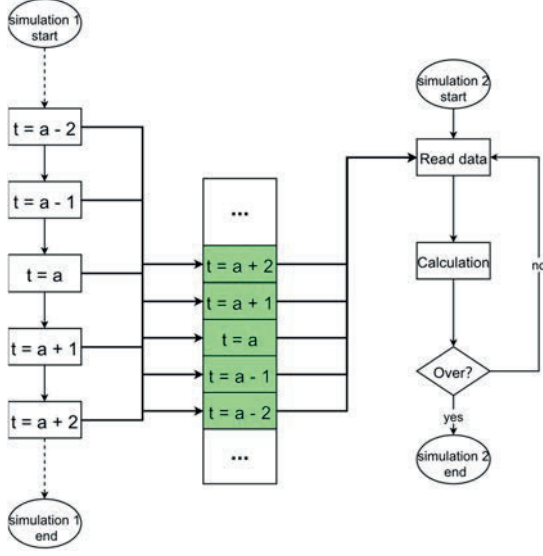 simulation 1
start
t = a - 2
t = a - 1
t = a
t = a + 1
t = a + 2
simulation 1
end
...
t = a + 2
t = a + 1
t = a
t = a - 1
t = a - 2
...
simulation 2
start
Read data
Calculation
no
Over?
yes
simulation 2
end